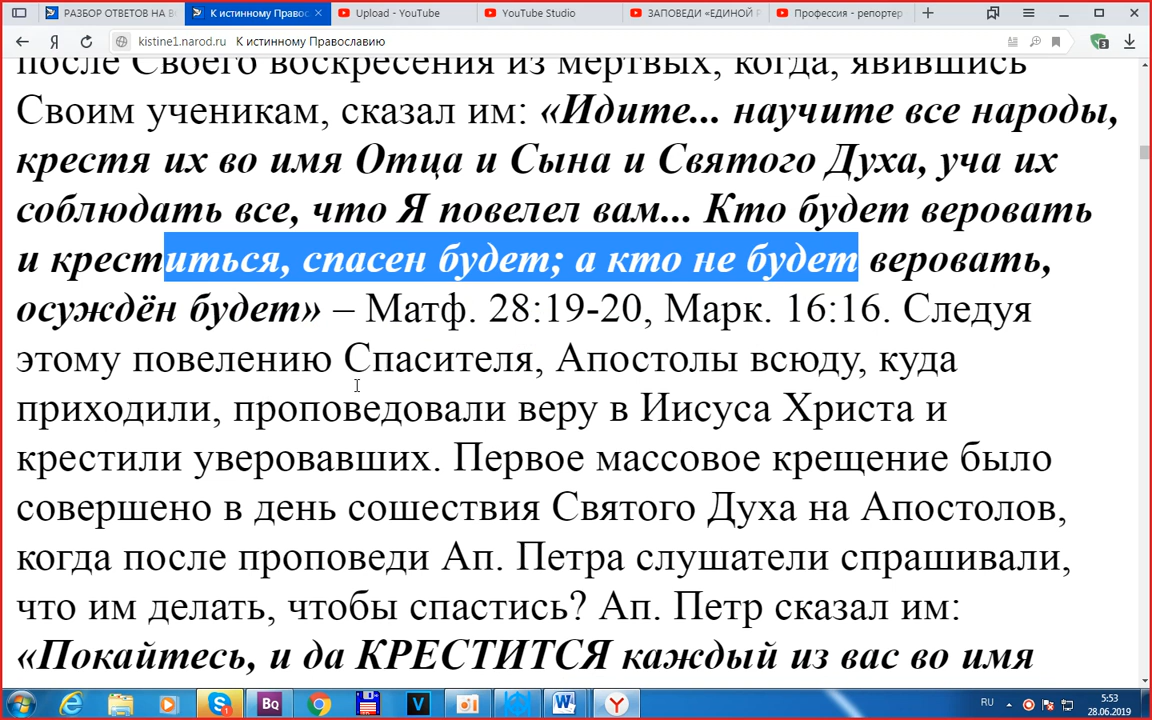 РАЗБОР ОТВЕТОВ НА В
К истинному Правос
Upload - YouTube
YouTube Studio
ЗАПОВЕДИ «ЕДИНОЙ Р
Профессия - репортер
kistine1.narod.ru К истинному Православию
после Своего воскресения из мёртвых, когда, явившись
Своим ученикам, сказал им: «Идите... научите все народы,
крестя их во имя Отца и Сына и Святого Духа, уча их
соблюдать все, что Я повелел вам... Кто будет веровать
и креститься, спасен будет; а кто не будет веровать,
осуждён будет» – Матф. 28:19-20, Марк. 16:16. Следуя
этому повелению Спасителя, Апостолы всюду, куда
приходили, проповедовали веру в Иисуса Христа и
крестили уверовавших. Первое массовое крещение было
совершено в день сошествия Святого Духа на Апостолов,
когда после проповеди Ап. Петра слушатели спрашивали,
что им делать, чтобы спастись? Ап. Петр сказал им:
«Покайтесь, и да КРЕСТИТСЯ каждый из вас во имя
RU
5:53
28.06.2019